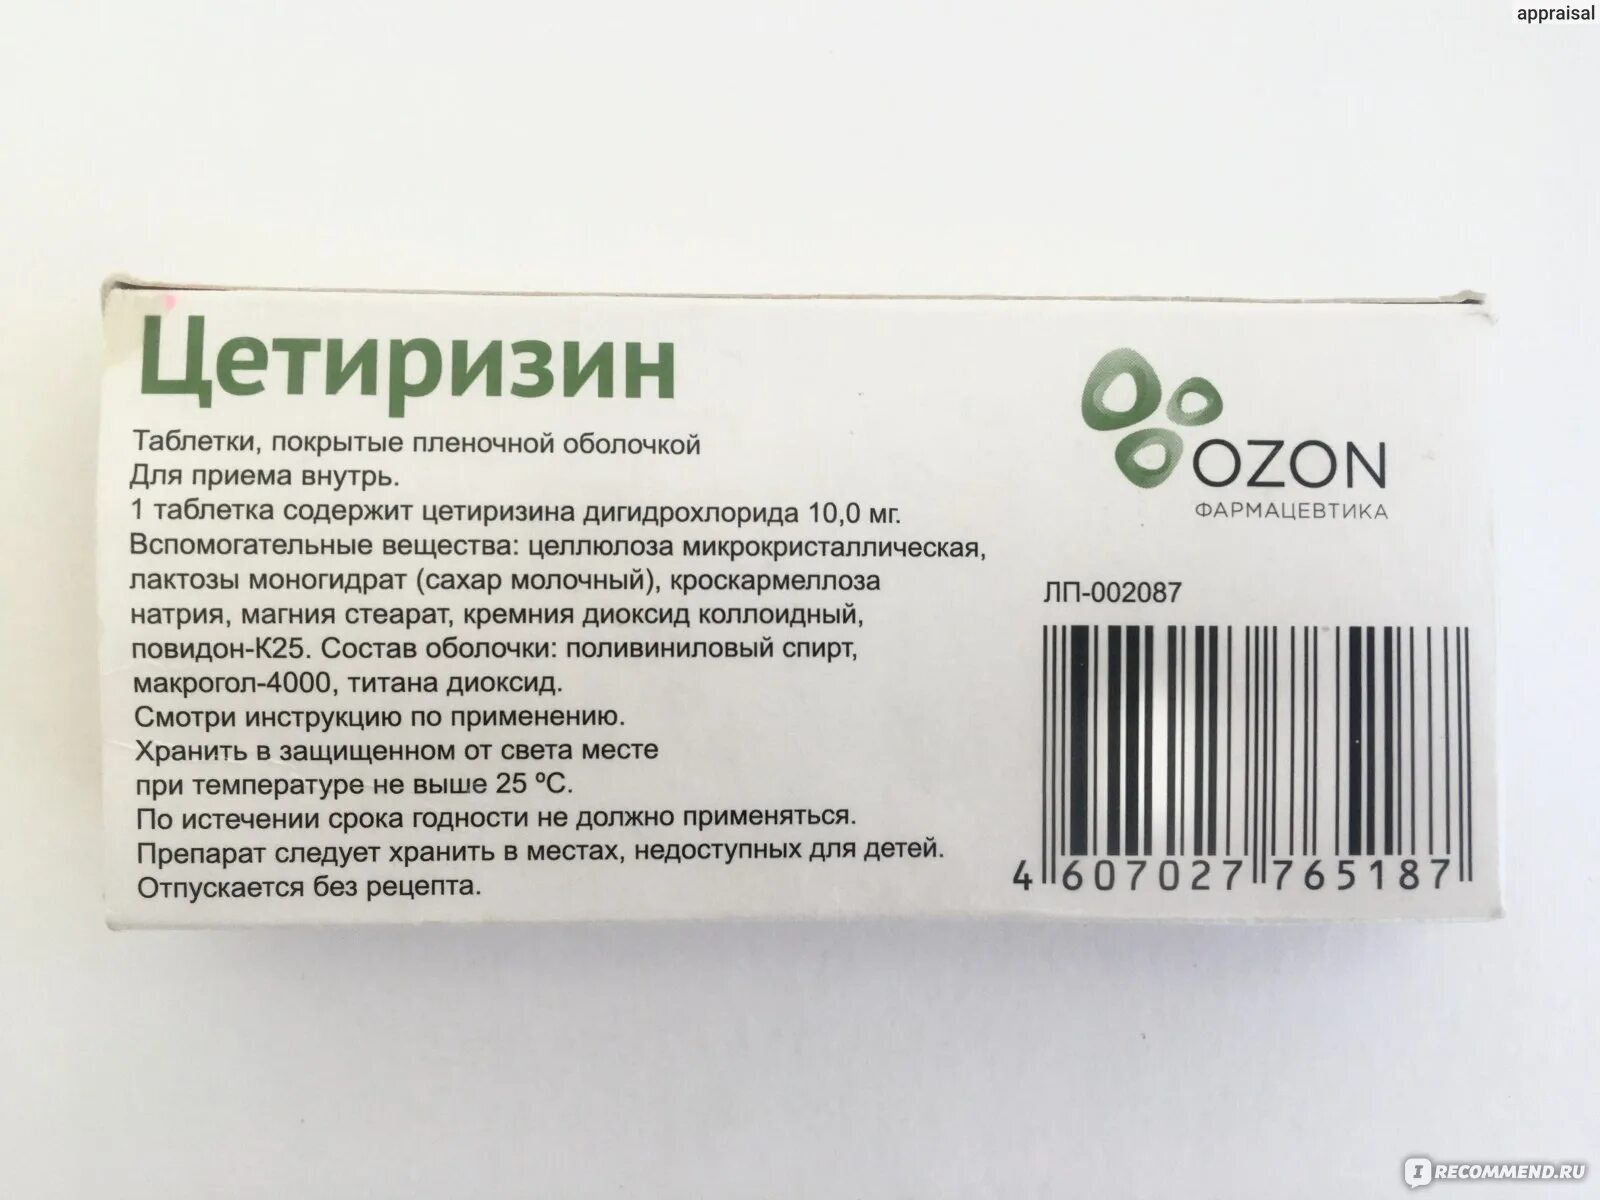 appraisal
Цетиризин
Таблетки, покрытые пленочной оболочкой
Для приема внутрь.
1 таблетка содержит цетиризина дигидрохлорида 10,0 мг.
Вспомогательные вещества: целлюлоза микрокристаллическая,
лактозы моногидрат (сахар молочный), кроскармеллоза
натрия, магния стеарат, кремния диоксид коллоидный,
повидон-К25. Состав оболочки: поливиниловый спирт,
макрогол-4000, титана диоксид.
Смотри инструкцию по применению.
Хранить в защищенном от света месте
при температуре не выше 25 ºС.
По истечении срока годности не должно применяться.
Препарат следует хранить в местах, недоступных для детей.
Отпускается без рецепта.
OZON
ФАРМАЦЕВТИКА
ЛП-002087
4 607027 765187
IRECOMMEND.RU